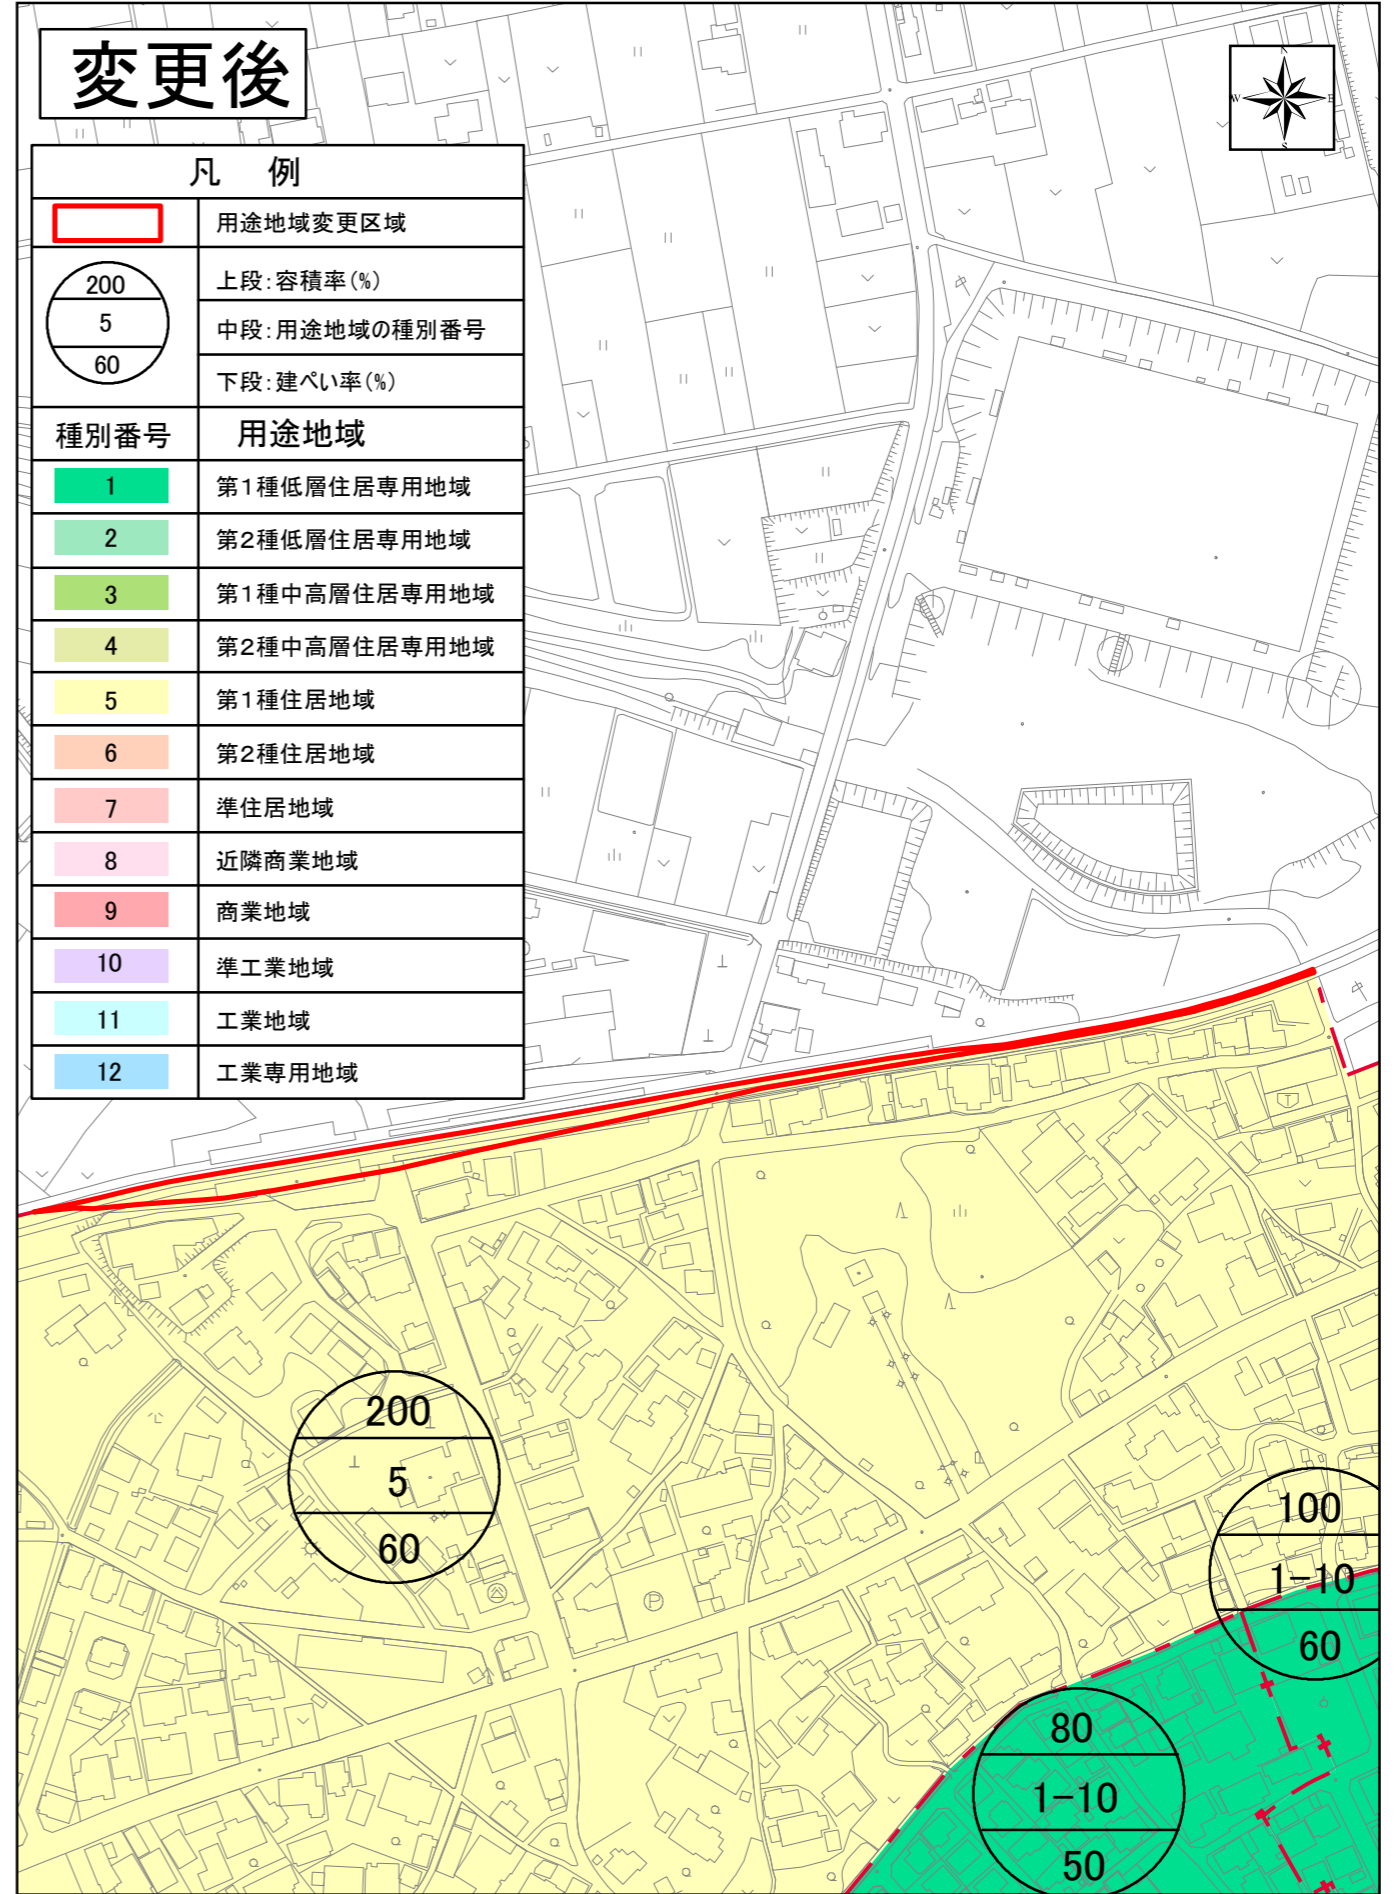 変更後
N
W E
S
凡 例
用途地域変更区域
200
5
60
上段:容積率(%)
中段:用途地域の種別番号
下段:建ぺい率(%)
種別番号 用途地域
1 第1種低層住居専用地域
2 第2種低層住居専用地域
3 第1種中高層住居専用地域
4 第2種中高層住居専用地域
5 第1種住居地域
6 第2種住居地域
7 準住居地域
8 近隣商業地域
9 商業地域
10 準工業地域
11 工業地域
12 工業専用地域
200
5
60
100
1-10
60
80
1-10
50
P